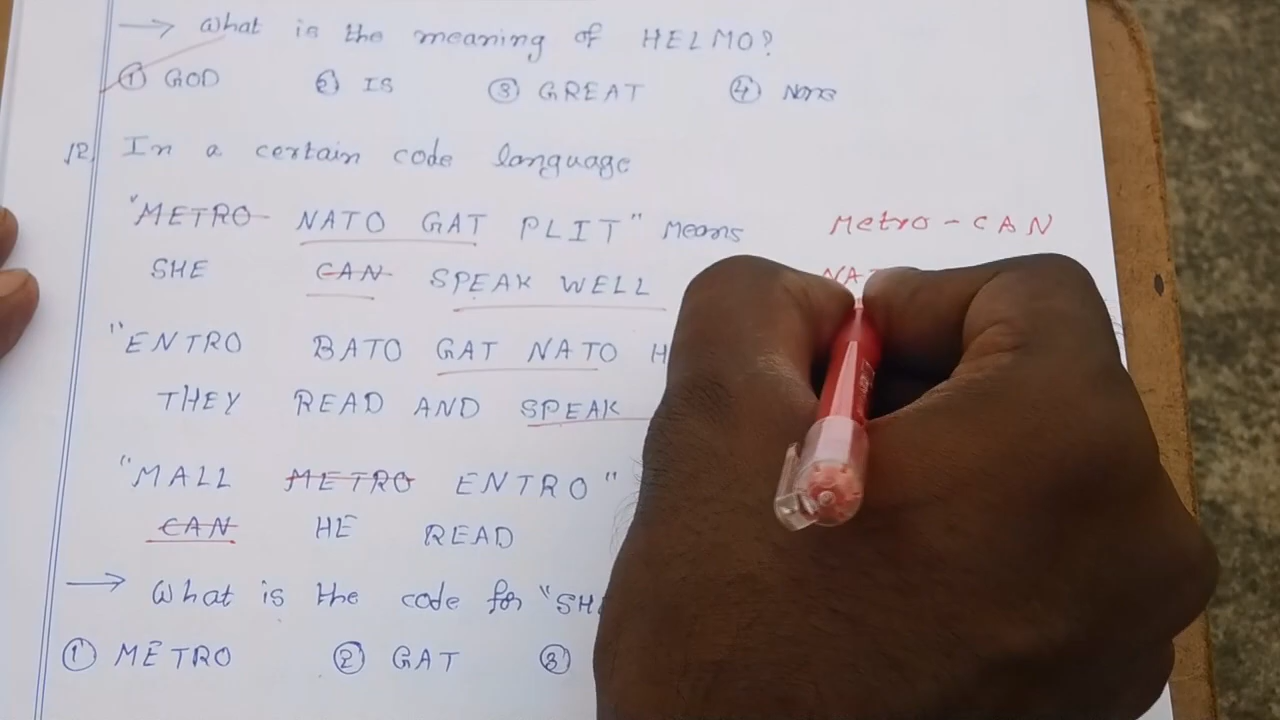 → What is the meaning of HELMO?
① GOD ② IS ③ GREAT ④ None
12. In a certain code language
"METRO NATO GAT PLIT" means Metro - CAN
SHE CAN SPEAK WELL
"ENTRO BATO GAT NATO
THEY READ AND SPEAK
"MALL METRO ENTRO"
CAN HE READ
→ What is the code for
① METRO ② GAT ③